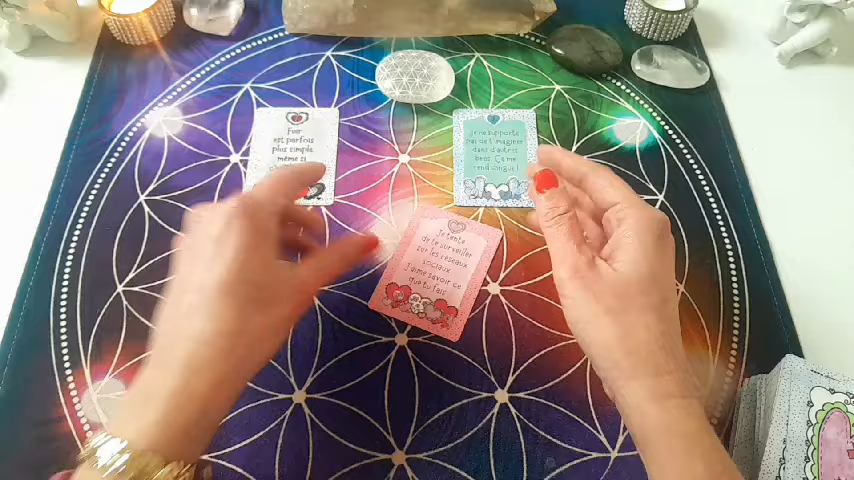 Fuir
est parfois
plus simple
même si
je ne supporte
pas de t'imaginer
dans d'autres
bras. Ça me
rend dingue!
Je tente
de te surveiller
sur les réseaux
sociaux
J'aime savoir ce
que tu fais